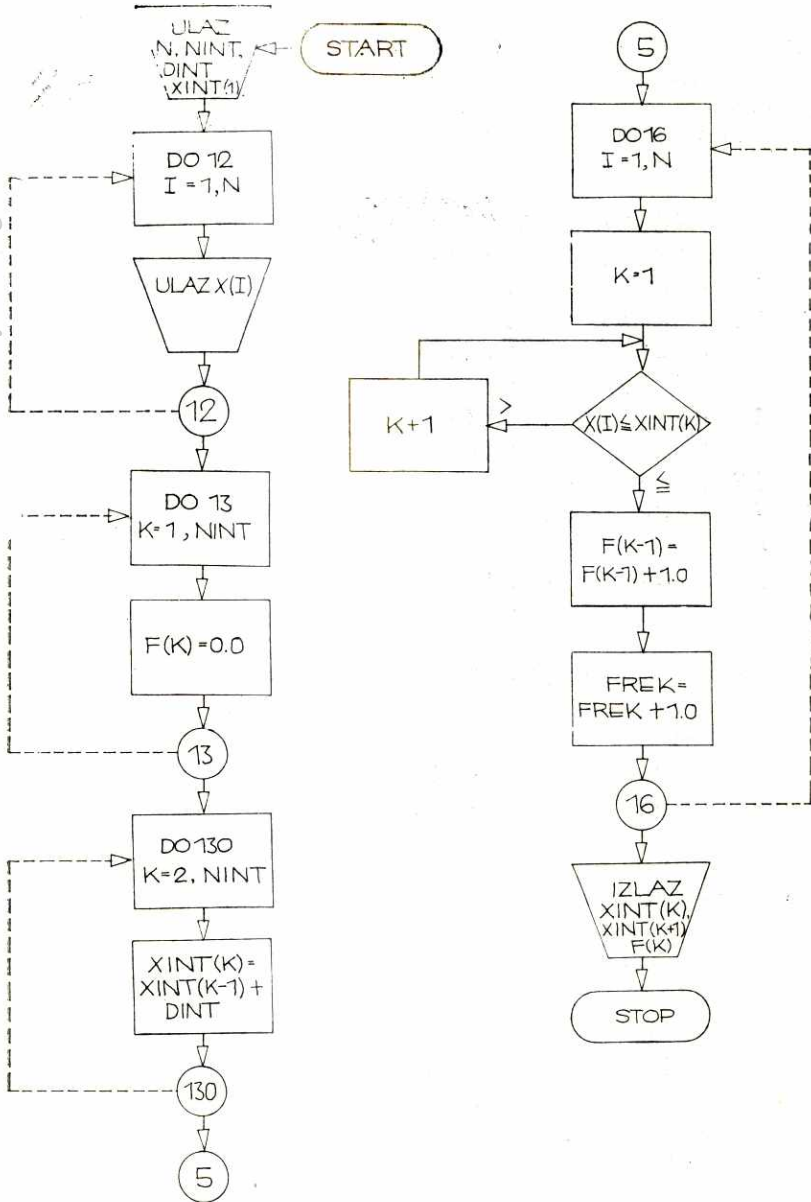 START
ULAZ
N, NINT,
DINT
XINT(1)
DO 12
I = 1, N
ULAZ X(I)
12
DO 13
K=1, NINT
F(K)=0.0
13
DO 130
K=2, NINT
XINT(K)=
XINT(K-1)+
DINT
130
5
5
DO 16
I=1, N
K=1
X(I)≦XINT(K)
>
K+1
≦
F(K-1)=
F(K-1)+1.0
FREK=
FREK+1.0
16
IZLAZ
XINT(K),
XINT(K+1)
F(K)
STOP